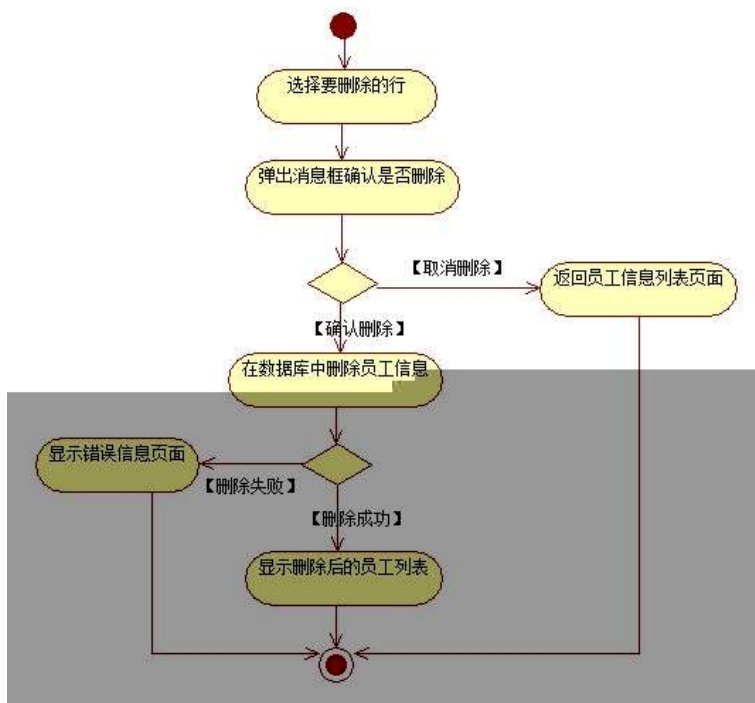 选择要删除的行
弹出消息框确认是否删除
【取消删除】
返回员工信息列表页面
【确认删除】
在数据库中删除员工信息
显示错误信息页面
【删除失败】
【删除成功】
显示删除后的员工列表